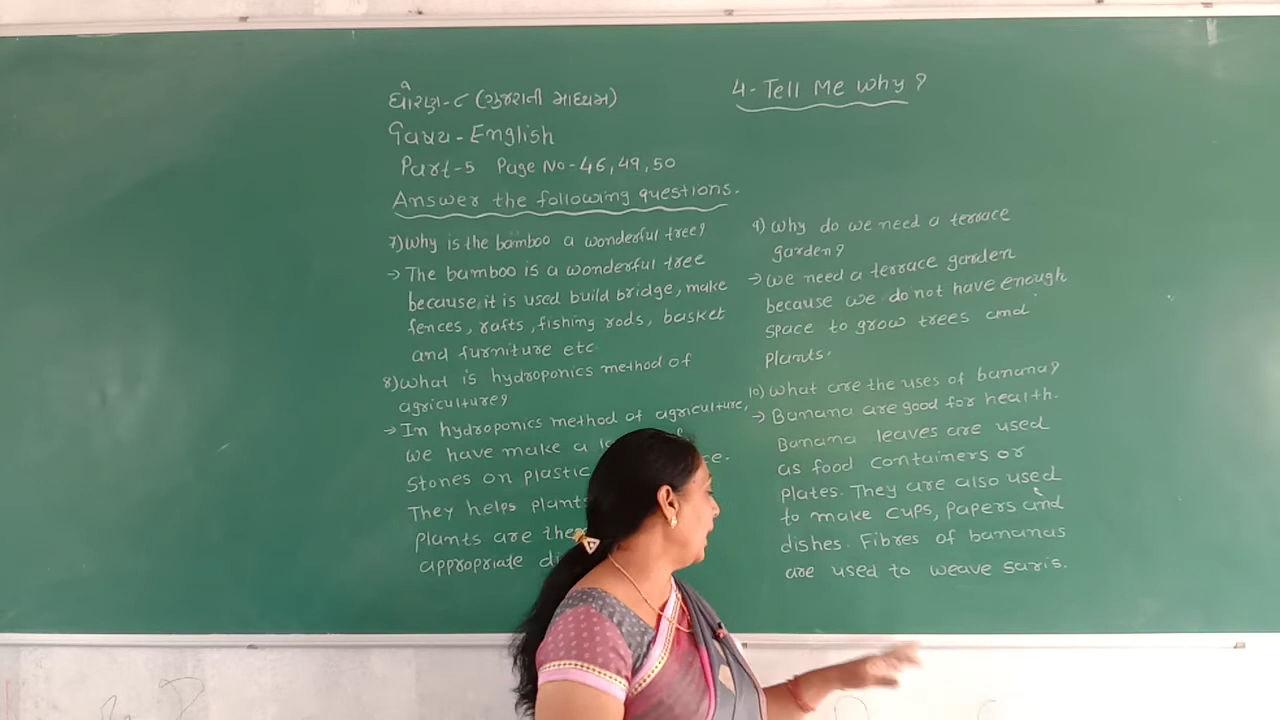 ધોરણ-૮ (ગુજરાતી માધ્યમ)
વિષય - English
Part-5 Page No-46,49,50
Answer the following questions.
7) Why is the bamboo a wonderful tree?
→ The bamboo is a wonderful tree
because it is used build bridge, make
fences, rafts, fishing rods, basket
and furniture etc.
8) What is hydroponics method of
agriculture?
→ In hydroponics method of agriculture,
we have make a
Stones on plastic
They helps plants
plants are
appropriate
4 - Tell Me Why?
9) Why do we need a terrace
garden?
→ We need a terrace garden
because we do not have enough
space to grow trees and
plants.
10) What are the uses of banana?
→ Banana are good for health.
Banana leaves are used
as food containers or
plates. They are also used
to make cups, papers and
dishes. Fibres of bananas
are used to weave saris.